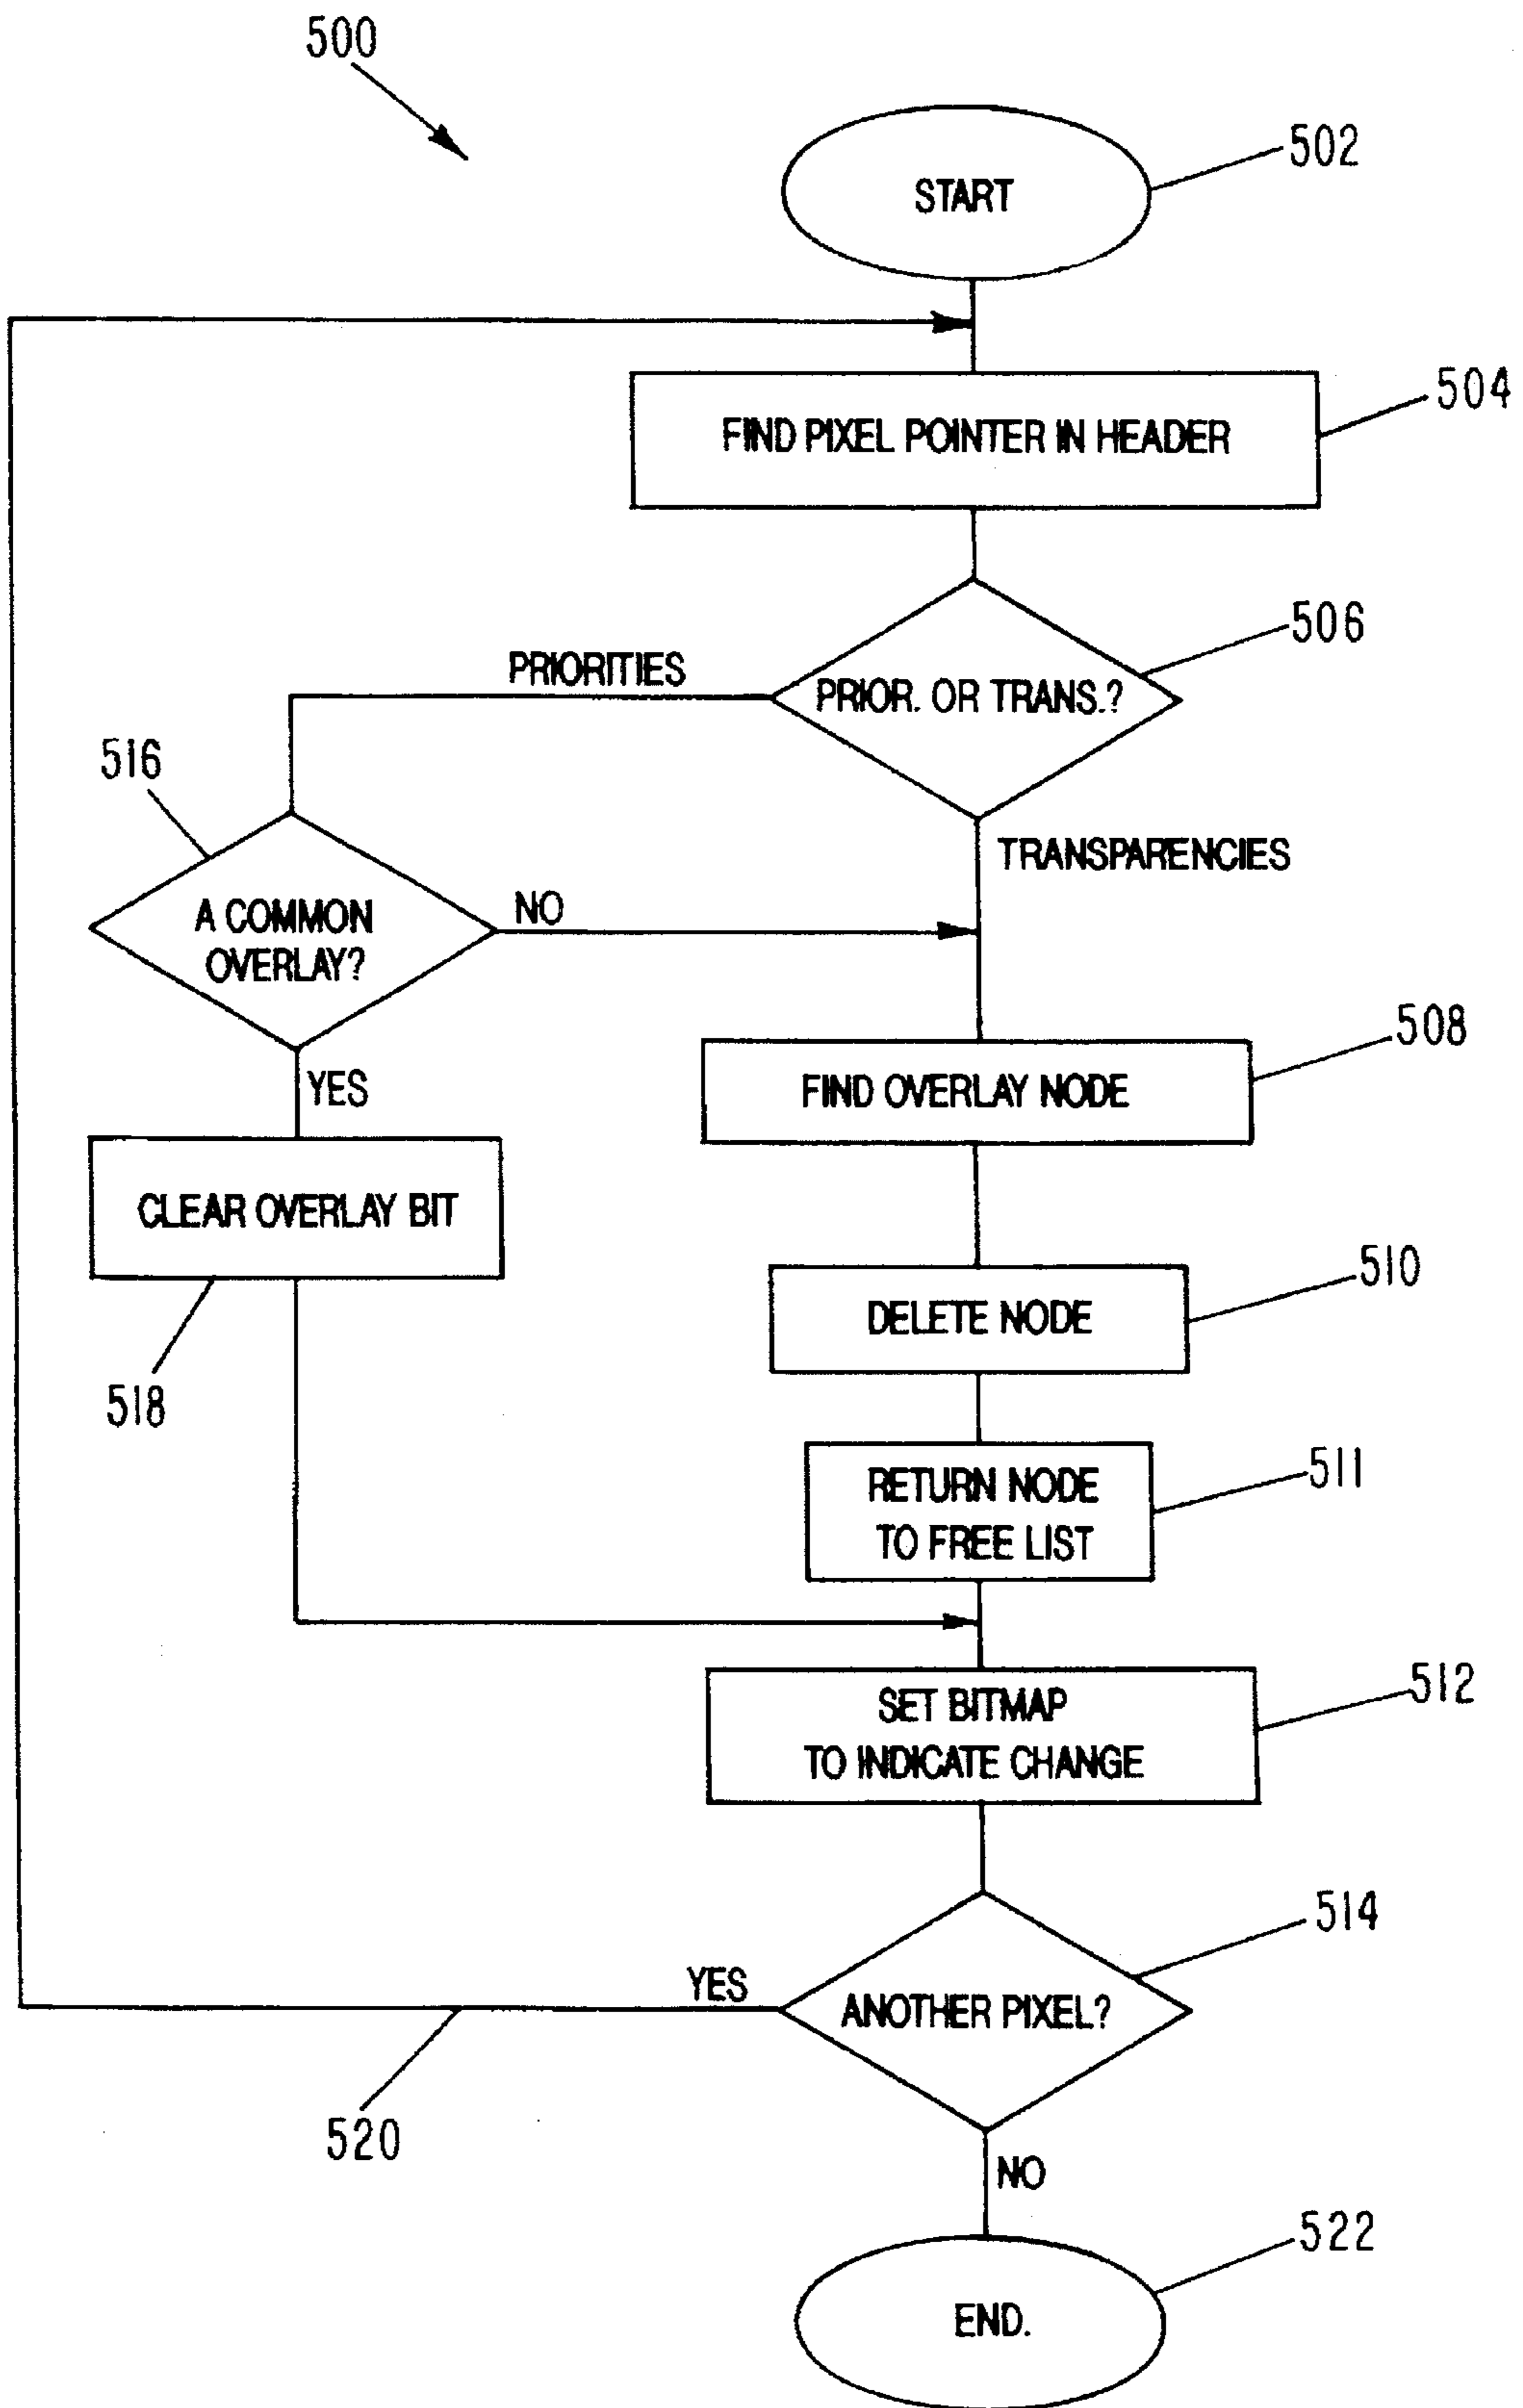 500
502
START
504
FIND PIXEL POINTER IN HEADER
506
PRIORITIES
PRIOR. OR TRANS.?
516
TRANSPARENCIES
A COMMON
OVERLAY?
NO
508
YES
FIND OVERLAY NODE
CLEAR OVERLAY BIT
510
DELETE NODE
518
511
RETURN NODE
TO FREE LIST
512
SET BITMAP
TO INDICATE CHANGE
514
YES
ANOTHER PIXEL?
520
NO
522
END.